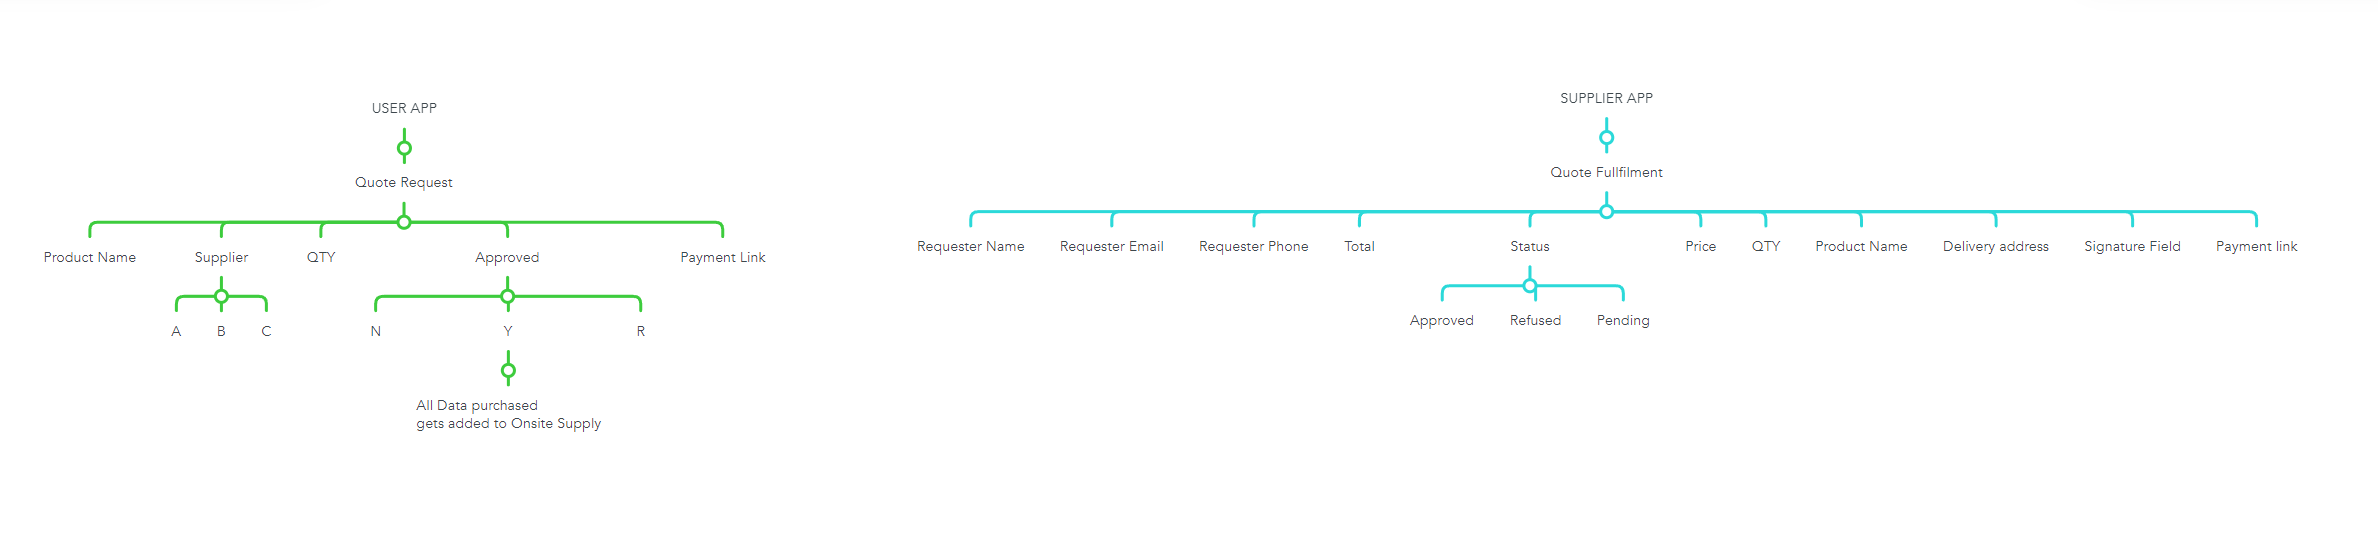 USER APP
Quote Request
Product Name
Supplier
QTY
Approved
Payment Link
A
B
C
N
Y
R
All Data purchased
gets added to Onsite Supply
SUPPLIER APP
Quote Fullfilment
Requester Name
Requester Email
Requester Phone
Total
Status
Price
QTY
Product Name
Delivery address
Signature Field
Payment link
Approved
Refused
Pending